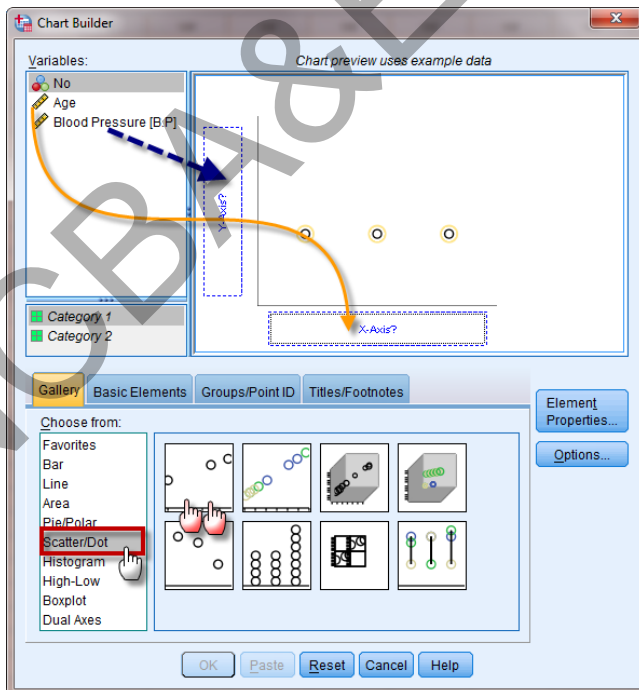 Chart Builder
Variables:
Chart preview uses example data
No
Age
Blood Pressure [B.P]
Y-Axis?
X-Axis?
Category 1
Category 2
Gallery Basic Elements Groups/Point ID Titles/Footnotes
Choose from:
Favorites
Bar
Line
Area
Pie/Polar
Scatter/Dot
Histogram
High-Low
Boxplot
Dual Axes
Element Properties...
Options...
OK Paste Reset Cancel Help
CBA&E